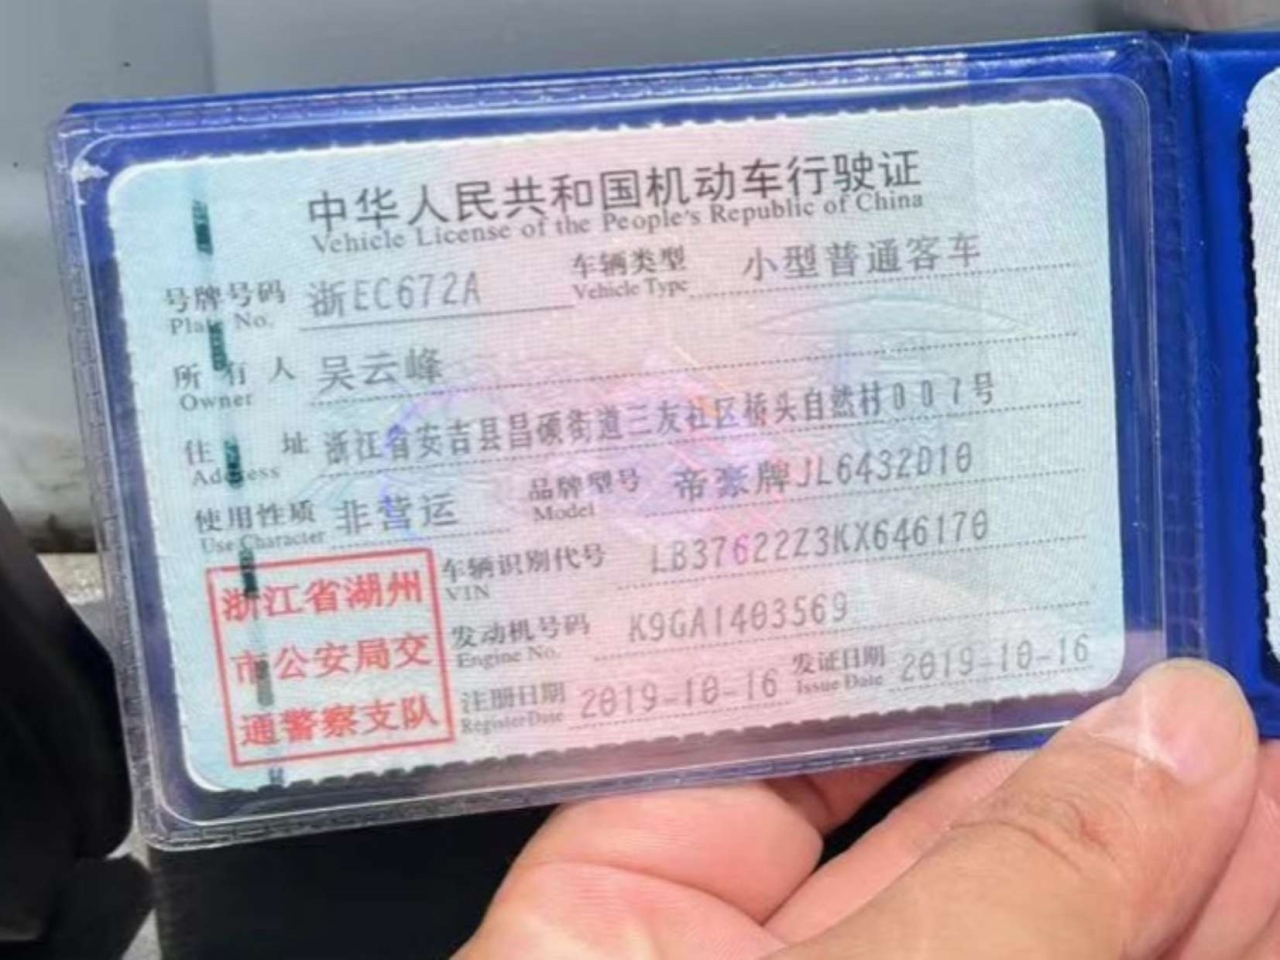 中华人民共和国机动车行驶证
Vehicle License of the People's Republic of China
号牌号码 浙EC672A 车辆类型 小型普通客车
Plate No. Vehicle Type
所有人 吴云峰
Owner
住址 浙江省安吉县昌硕街道三友社区桥头自然村007号
Address
使用性质 非营运 品牌型号 帝豪牌JL6432D10
Use Character Model
车辆识别代号 LB37622Z3KX646170
VIN
发动机号码 K9GA1403569
Engine No.
注册日期 2019-10-16 发证日期 2019-10-16
Register Date Issue Date
浙江省湖州
市公安局交
通警察支队